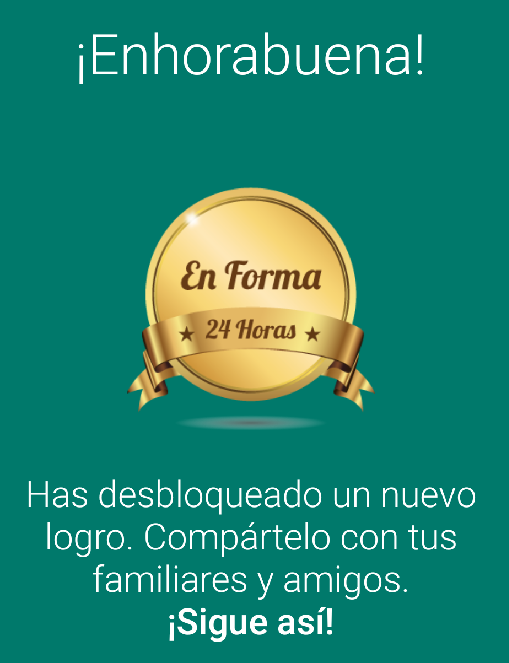 ¡Enhorabuena!
En Forma
★ 24 Horas ★
Has desbloqueado un nuevo
logro. Compártelo con tus
familiares y amigos.
¡Sigue así!